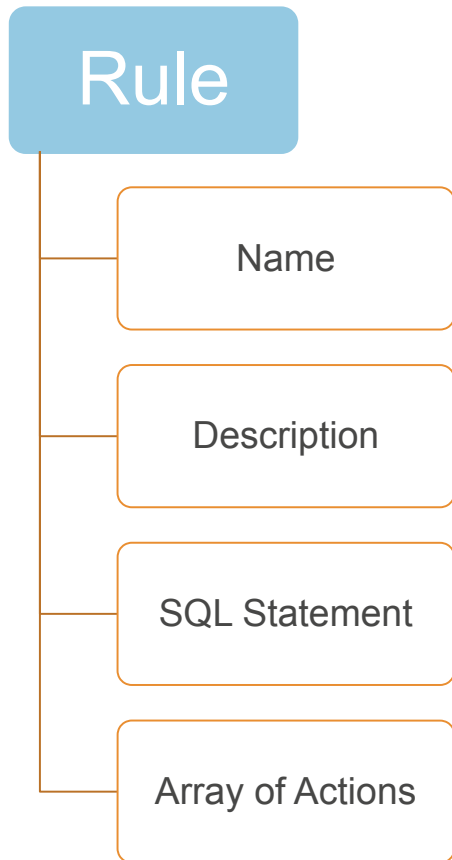 Rule
Name
Description
SQL Statement
Array of Actions